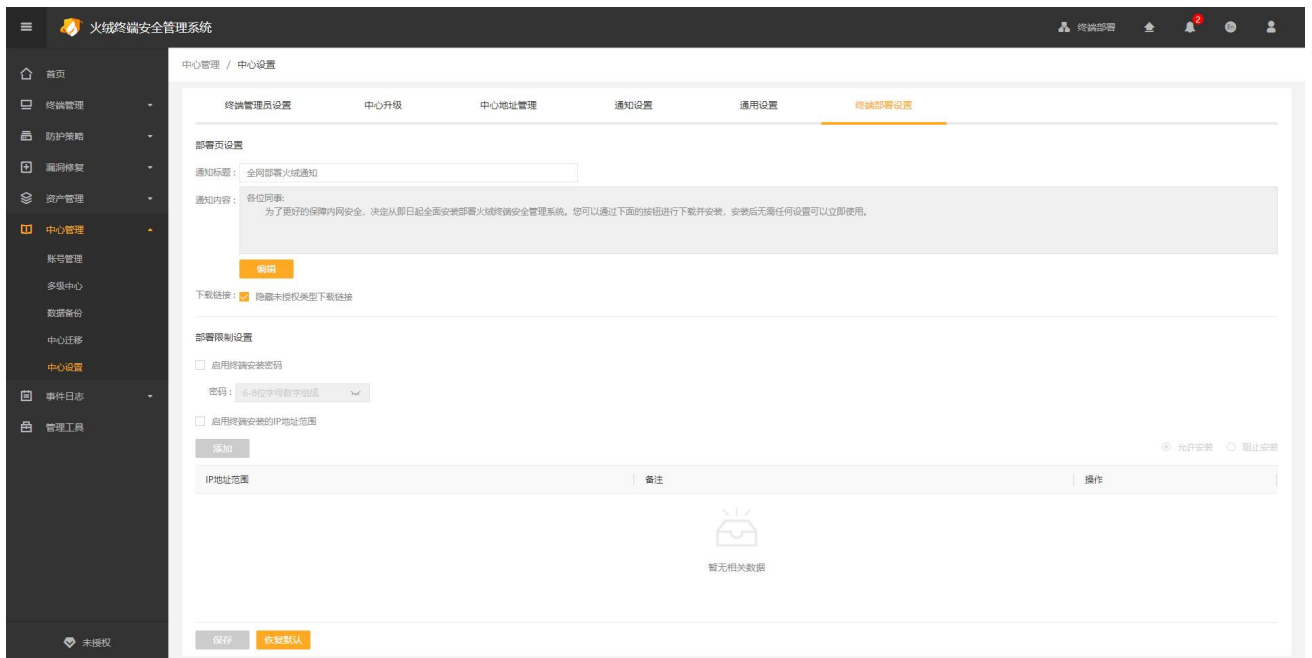 火绒终端安全管理系统
终端部署
2
首页
终端管理
防护策略
漏洞修复
资产管理
中心管理
账号管理
多级中心
数据备份
中心迁移
中心设置
事件日志
管理工具
未授权
中心管理 / 中心设置
终端管理员设置 中心升级 中心地址管理 通知设置 通用设置 终端部署设置
部署页设置
通知标题： 全网部署火绒通知
通知内容： 各位同事:
为了更好的保障内网安全，决定从即日起全面安装部署火绒终端安全管理系统。您可以通过下面的按钮进行下载并安装，安装后无需任何设置可以立即使用。
编辑
下载链接： 隐藏未授权类型下载链接
部署限制设置
启用终端安装密码
密码： 6-8位字母数字组成
启用终端安装的IP地址范围
添加 允许安装 阻止安装
IP地址范围 备注 操作
暂无相关数据
保存 恢复默认